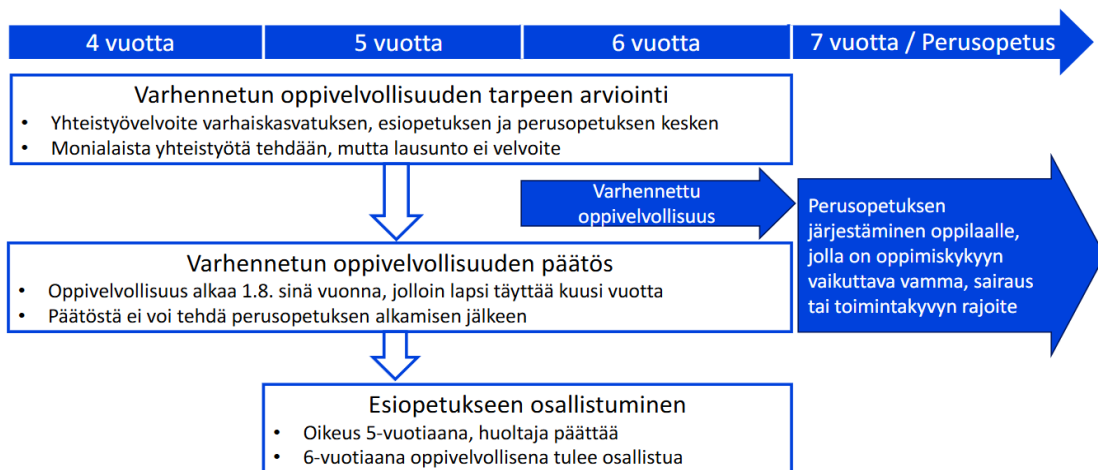 4 vuotta
5 vuotta
6 vuotta
7 vuotta / Perusopetus
Varhennetun oppivelvollisuuden tarpeen arviointi
• Yhteistyövelvoite varhaiskasvatuksen, esiopetuksen ja perusopetuksen kesken
• Monialaista yhteistyötä tehdään, mutta lausunto ei velvoite
Varhennettu
oppivelvollisuus
Perusopetuksen
järjestäminen oppilaalle,
jolla on oppimiskykyyn
vaikuttava vamma, sairaus
tai toimintakyvyn rajoite
Varhennetun oppivelvollisuuden päätös
• Oppivelvollisuus alkaa 1.8. sinä vuonna, jolloin lapsi täyttää kuusi vuotta
• Päätöstä ei voi tehdä perusopetuksen alkamisen jälkeen
Esiopetukseen osallistuminen
• Oikeus 5-vuotiaana, huoltaja päättää
• 6-vuotiaana oppivelvollisena tulee osallistua